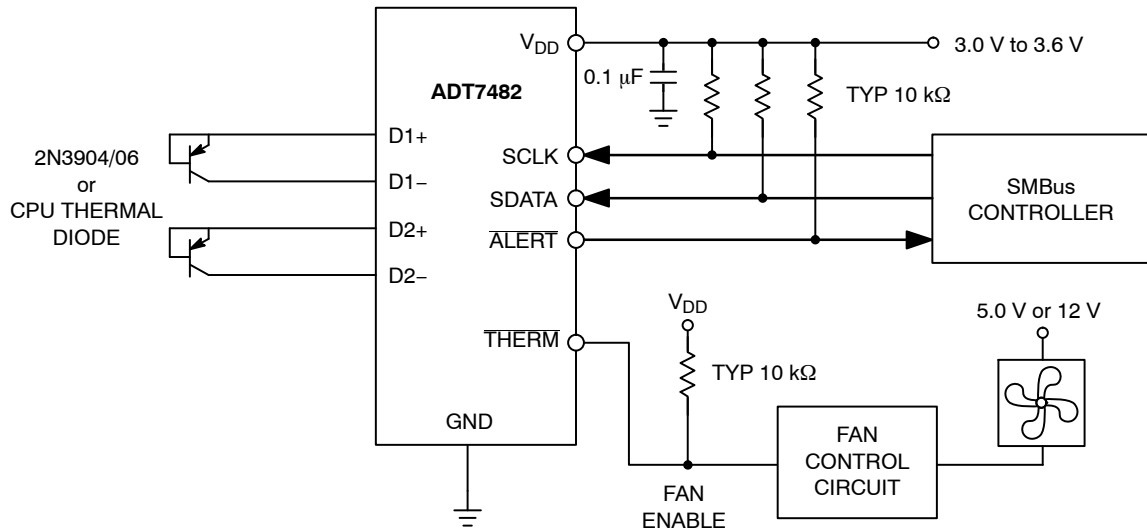 V_DD
3.0 V to 3.6 V
0.1 μF
TYP 10 kΩ
ADT7482
2N3904/06
or
CPU THERMAL
DIODE
D1+
D1−
D2+
D2−
SCLK
SDATA
ALERT
THERM
GND
SMBus
CONTROLLER
V_DD
TYP 10 kΩ
5.0 V or 12 V
FAN
CONTROL
CIRCUIT
FAN
ENABLE